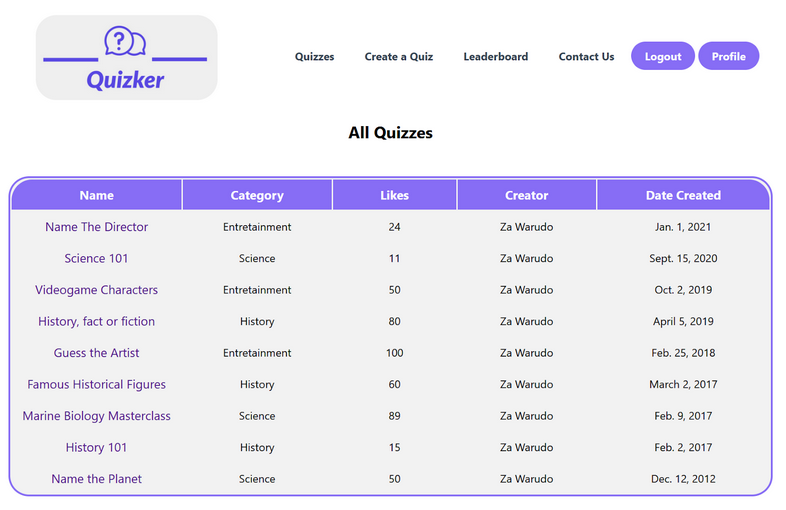 ?
Quizker
Quizzes Create a Quiz Leaderboard Contact Us Logout Profile
All Quizzes
Name Category Likes Creator Date Created
Name The Director Entretainment 24 Za Warudo Jan. 1, 2021
Science 101 Science 11 Za Warudo Sept. 15, 2020
Videogame Characters Entretainment 50 Za Warudo Oct. 2, 2019
History, fact or fiction History 80 Za Warudo April 5, 2019
Guess the Artist Entretainment 100 Za Warudo Feb. 25, 2018
Famous Historical Figures History 60 Za Warudo March 2, 2017
Marine Biology Masterclass Science 89 Za Warudo Feb. 9, 2017
History 101 History 15 Za Warudo Feb. 2, 2017
Name the Planet Science 50 Za Warudo Dec. 12, 2012